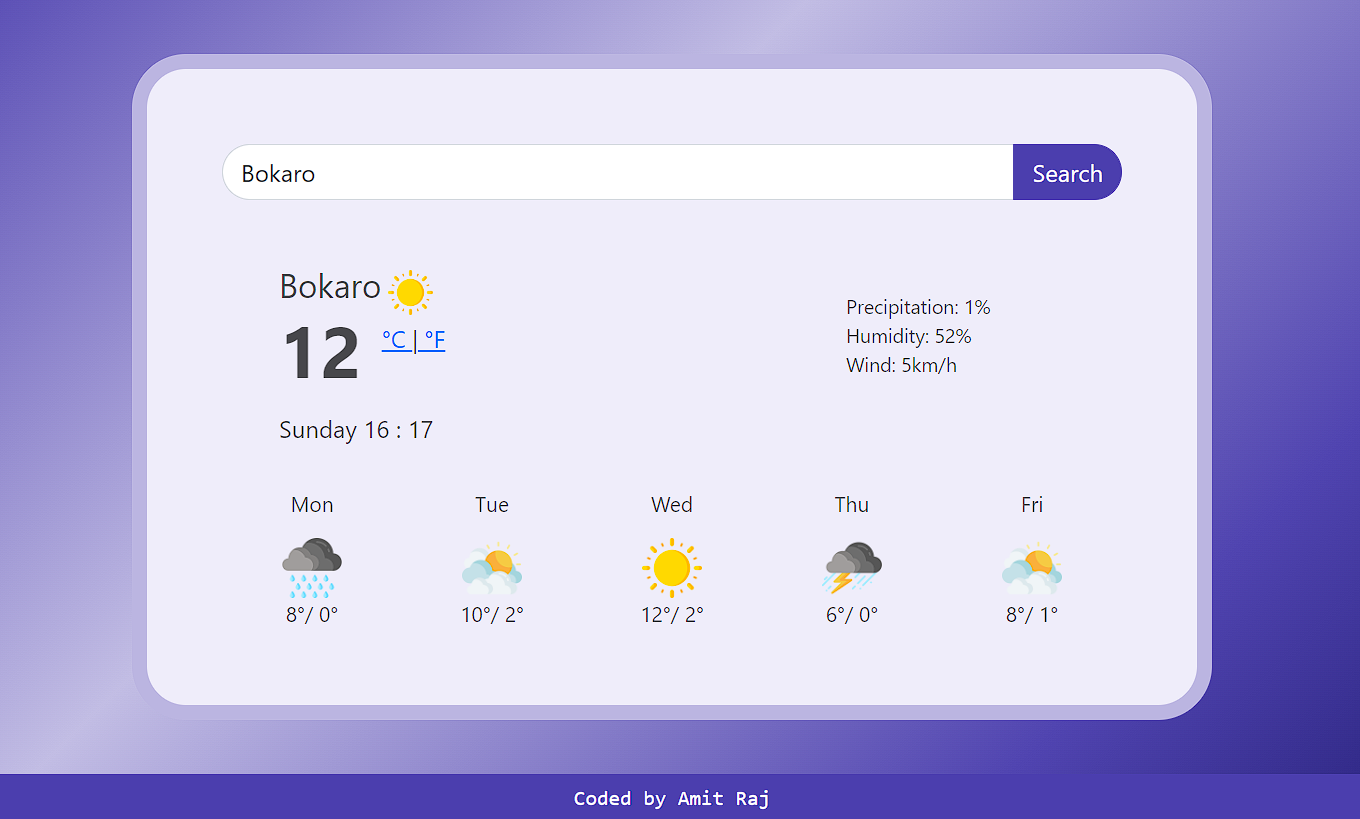 Bokaro
Search
Bokaro
12 °C | °F
Precipitation: 1%
Humidity: 52%
Wind: 5km/h
Sunday 16 : 17
Mon Tue Wed Thu Fri
8°/ 0° 10°/ 2° 12°/ 2° 6°/ 0° 8°/ 1°
Coded by Amit Raj